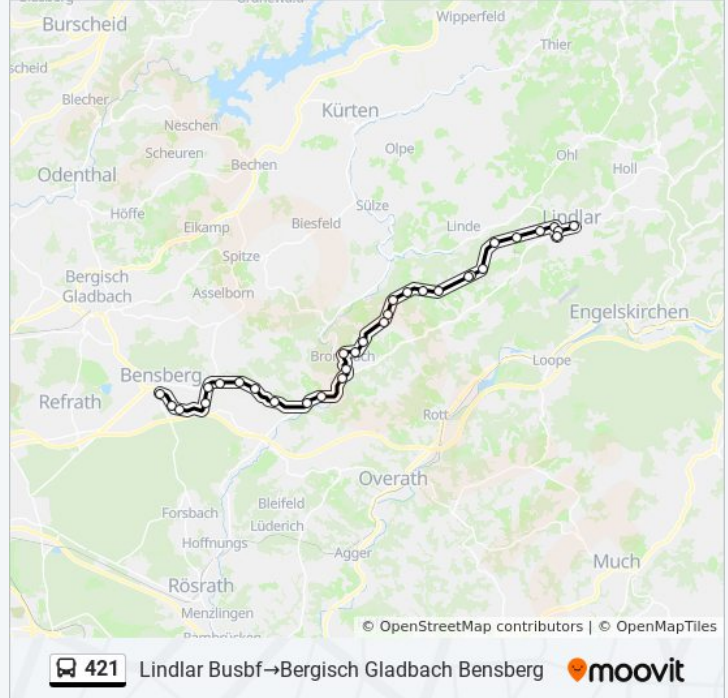 Burscheid
Wipperfeld
Thier
scheid
Blecher
Kürten
Neschen
Scheuren
Bechen
Olpe
Ohl
Holl
Odenthal
Höffe
Sülze
Eikamp
Biesfeld
Linde
Lindlar
Spitze
Bergisch
Gladbach
Asselborn
Engelskirchen
Bensberg
Loope
Refrath
Rott
Overath
Bleifeld
Forsbach
Lüderich
Hoffnungs
Agger
Much
Rösrath
Menzlingen
© OpenStreetMap contributors | © OpenMapTiles
421 Lindlar Busbf→Bergisch Gladbach Bensberg moovit